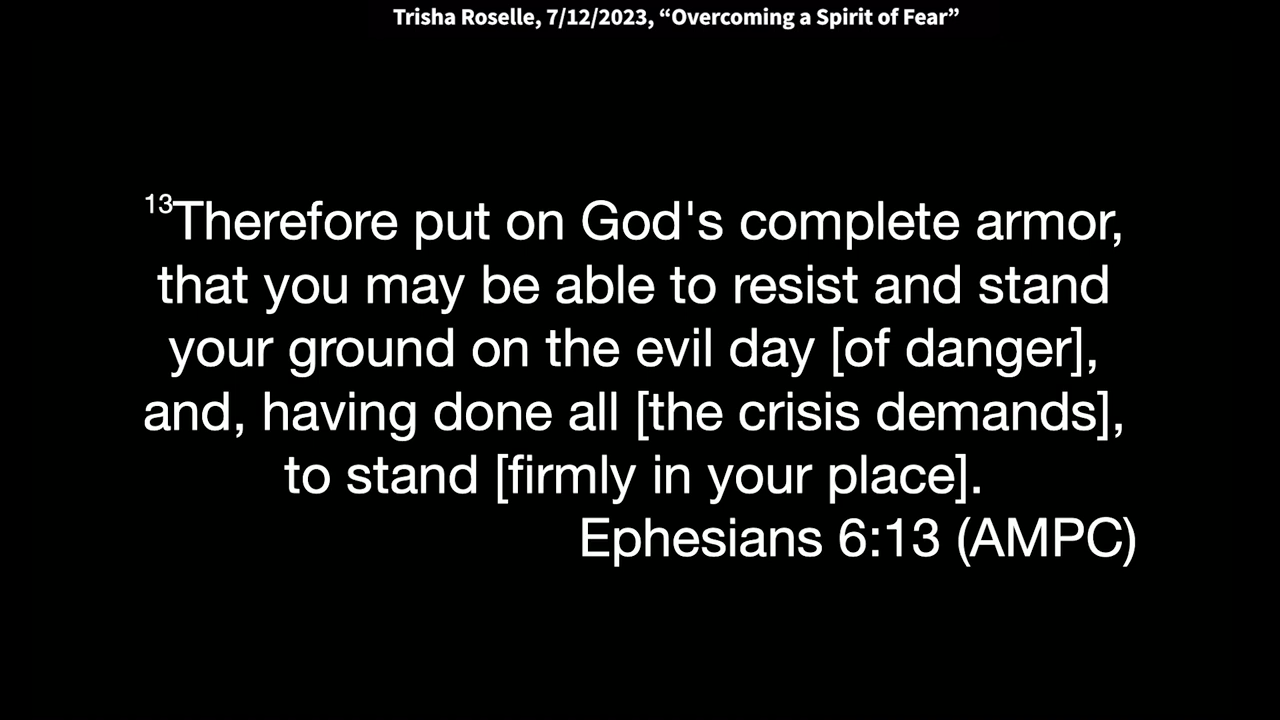 Trisha Roselle, 7/12/2023, “Overcoming a Spirit of Fear”
13Therefore put on God's complete armor,
that you may be able to resist and stand
your ground on the evil day [of danger],
and, having done all [the crisis demands],
to stand [firmly in your place].
Ephesians 6:13 (AMPC)